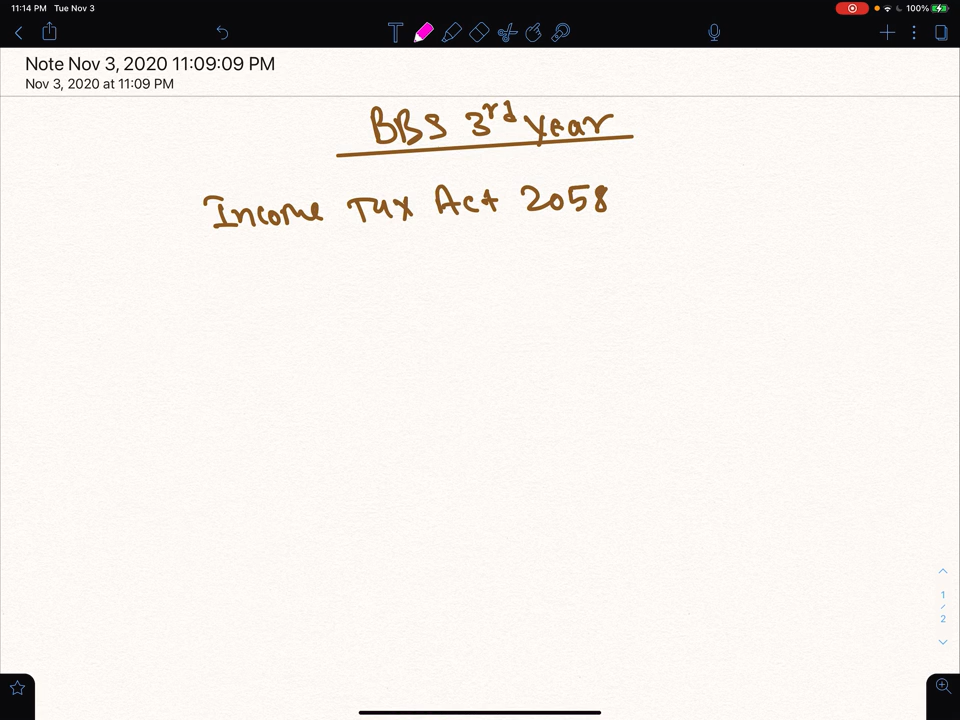 11:14 PM Tue Nov 3
100%
Note Nov 3, 2020 11:09:09 PM
Nov 3, 2020 at 11:09 PM
BBS 3rd year
Income Tax Act 2058
1
/
2